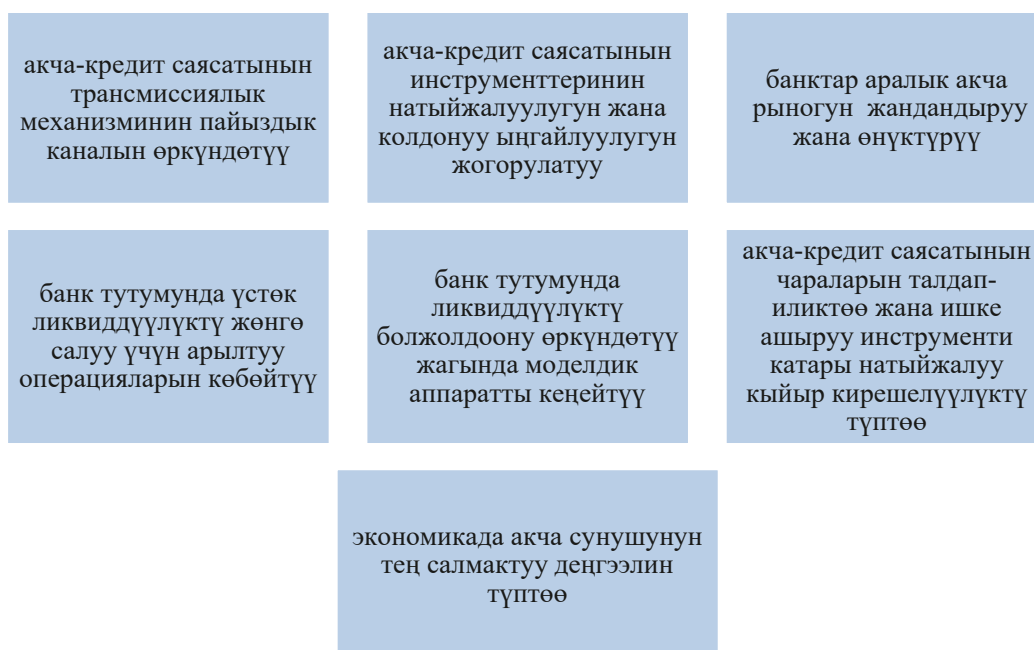 акча-кредит саясатынын
трансмиссиялык
механизминин пайыздык
каналын өркүндөтүү
акча-кредит саясатынын
инструменттеринин
натыйжалуулугун жана
колдонуу ыңгайлуулугун
жогорулатуу
банктар аралык акча
рыногун жандандыруу
жана өнүктүрүү
банк тутумунда үстөк
ликвиддүүлүктү жөнгө
салуу үчүн арылтуу
операцияларын көбөйтүү
банк тутумунда
ликвиддүүлүктү
болжолдоону өркүндөтүү
жагында моделдик
аппаратты кеңейтүү
акча-кредит саясатынын
чараларын талдап-
иликтөө жана ишке
ашыруу инструменти
катары натыйжалуу
кыйыр кирешелүүлүктү
түптөө
экономикада акча сунушунун
тең салмактуу деңгээлин
түптөө